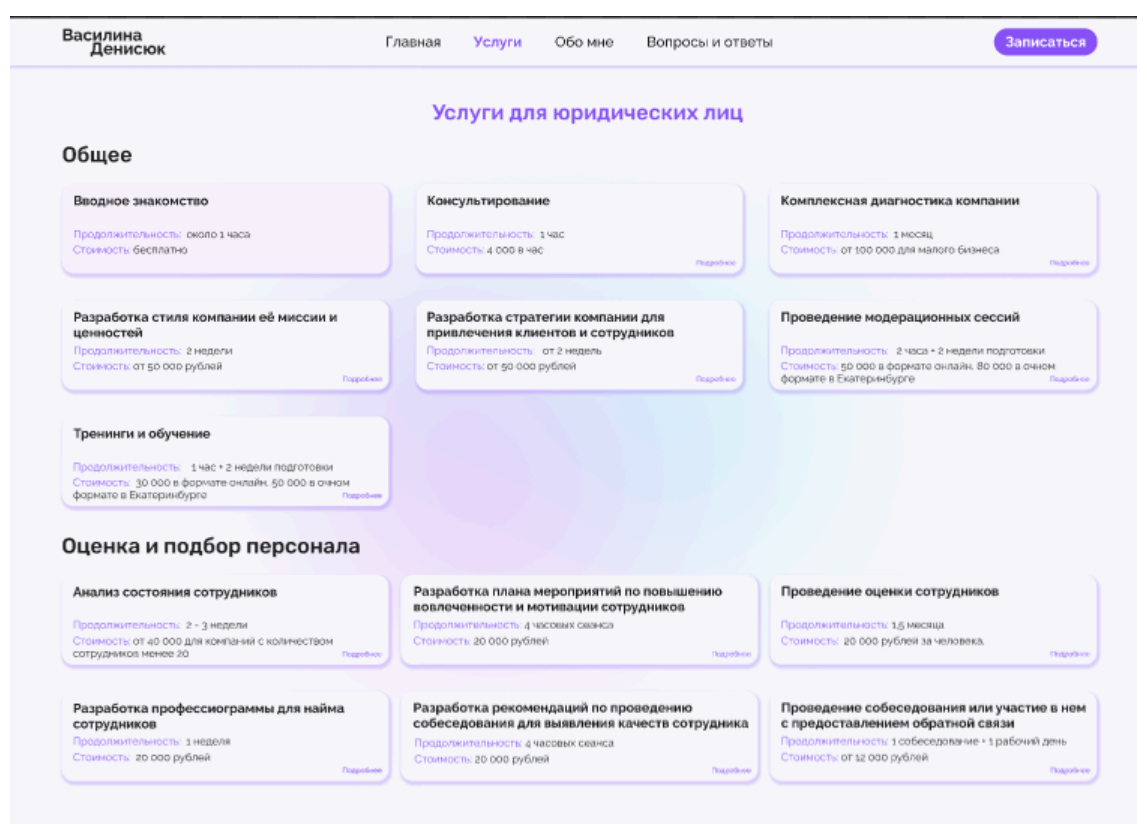 Василина
Денисюк
Главная Услуги Обо мне Вопросы и ответы Записаться
Услуги для юридических лиц
Общее
Вводное знакомство
Продолжительность: около 1 часа
Стоимость: бесплатно
Консультирование
Продолжительность: 1 час
Стоимость: 4 000 в час
Подробнее
Комплексная диагностика компании
Продолжительность: 1 месяц
Стоимость: от 100 000 для малого бизнеса
Подробнее
Разработка стиля компании её миссии и
ценностей
Продолжительность: 2 недели
Стоимость: от 50 000 рублей
Подробнее
Разработка стратегии компании для
привлечения клиентов и сотрудников
Продолжительность: от 2 недель
Стоимость: от 50 000 рублей
Подробнее
Проведение модерационных сессий
Продолжительность: 2 часа + 2 недели подготовки
Стоимость: 50 000 в формате онлайн, 80 000 в очном
формате в Екатеринбурге
Подробнее
Тренинги и обучение
Продолжительность: 1 час + 2 недели подготовки
Стоимость: 30 000 в формате онлайн, 50 000 в очном
формате в Екатеринбурге
Подробнее
Оценка и подбор персонала
Анализ состояния сотрудников
Продолжительность: 2 - 3 недели
Стоимость: от 40 000 для компаний с количеством
сотрудников менее 20
Подробнее
Разработка плана мероприятий по повышению
вовлеченности и мотивации сотрудников
Продолжительность: 4 часовых сеанса
Стоимость: 20 000 рублей
Подробнее
Проведение оценки сотрудников
Продолжительность: 1,5 месяца
Стоимость: 20 000 рублей за человека.
Подробнее
Разработка профессиограммы для найма
сотрудников
Продолжительность: 1 неделя
Стоимость: 20 000 рублей
Подробнее
Разработка рекомендаций по проведению
собеседования для выявления качеств сотрудника
Продолжительность: 4 часовых сеанса
Стоимость: 20 000 рублей
Подробнее
Проведение собеседования или участие в нем
с предоставлением обратной связи
Продолжительность: 1 собеседование + 1 рабочий день
Стоимость: от 12 000 рублей
Подробнее